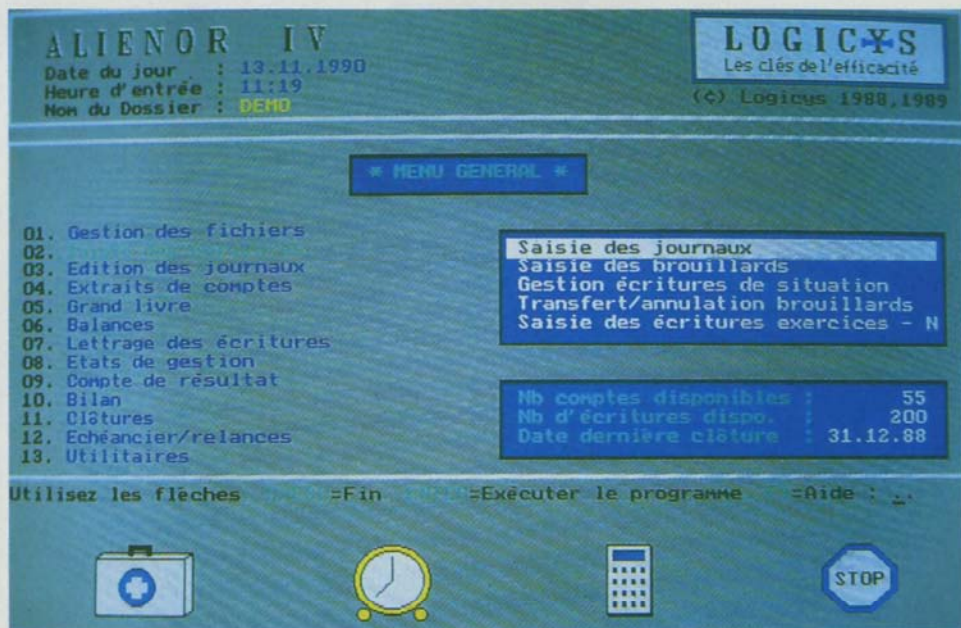 ALIENOR IV
Date du jour : 13.11.1990
Heure d'entrée : 11:19
Nom du Dossier : DEMO
LOGICYS
Les clés de l'efficacité
(c) Logicys 1988,1989
* MENU GENERAL *
01. Gestion des fichiers
02.
03. Edition des journaux
04. Extraits de comptes
05. Grand livre
06. Balances
07. Lettrage des écritures
08. Etats de gestion
09. Compte de résultat
10. Bilan
11. Clôtures
12. Echéancier/relances
13. Utilitaires
Saisie des journaux
Saisie des brouillards
Gestion écritures de situation
Transfert/annulation brouillards
Saisie des écritures exercices - N
Nb comptes disponibles : 55
Nb d'écritures dispo. : 200
Date dernière clôture : 31.12.88
Utilisez les flèches =Fin =Exécuter le programme =Aide : _.
STOP